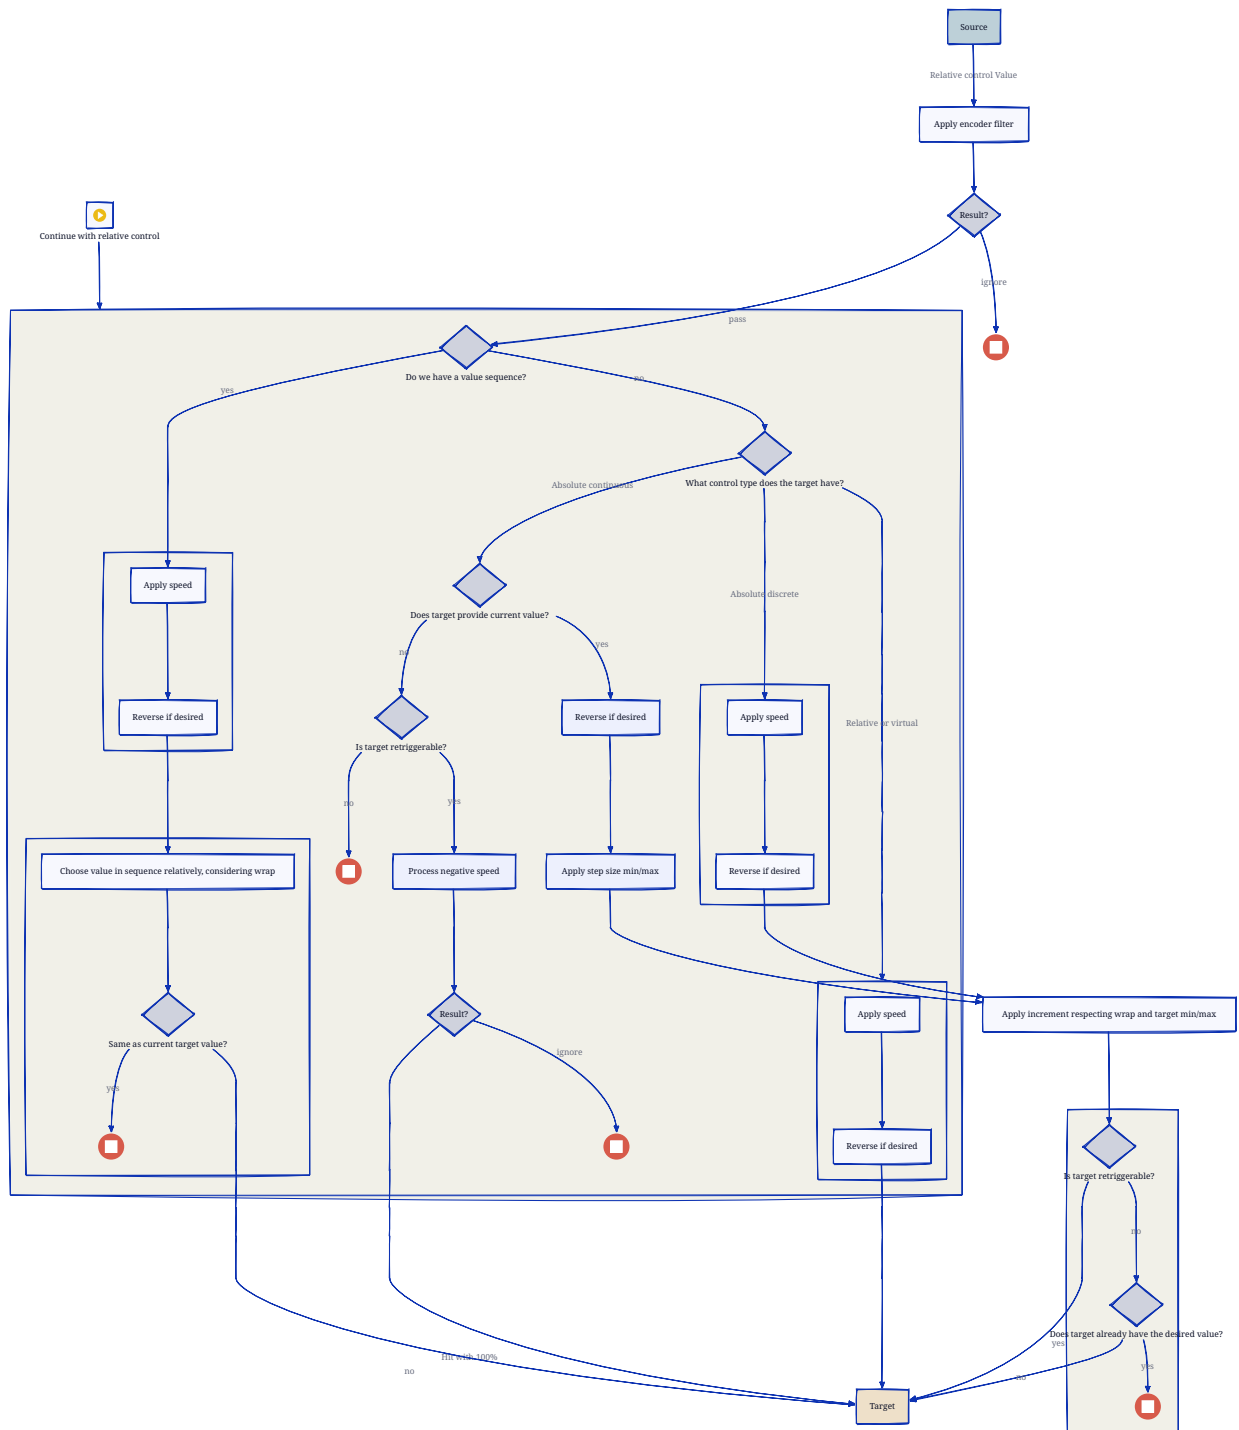 Source
Relative control Value
Apply encoder filter
Result?
Continue with relative control
ignore
pass
Do we have a value sequence?
yes
no
What control type does the target have?
Absolute continuous
Apply speed
Absolute discrete
Does target provide current value?
no
yes
Reverse if desired
Reverse if desired
Apply speed
Relative or virtual
Is target retriggerable?
no
yes
Choose value in sequence relatively, considering wrap
Process negative speed
Apply step size min/max
Reverse if desired
Result?
Apply speed
Apply increment respecting wrap and target min/max
Same as current target value?
ignore
yes
Reverse if desired
Is target retriggerable?
no
Does target already have the desired value?
yes
Hit with 100%
no
yes
no
Target